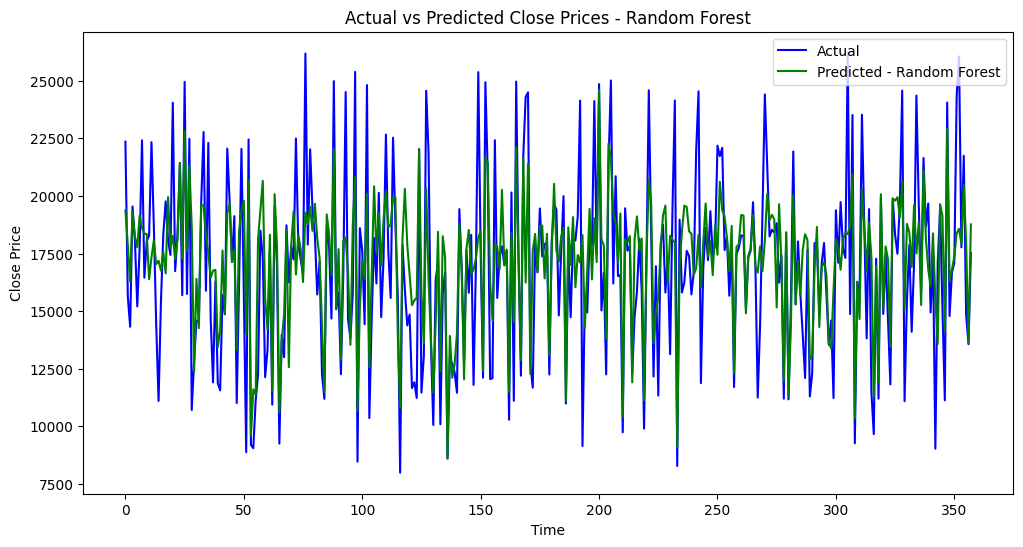 Actual vs Predicted Close Prices - Random Forest
Actual
Predicted - Random Forest
Close Price
25000
22500
20000
17500
15000
12500
10000
7500
0 50 100 150 200 250 300 350
Time